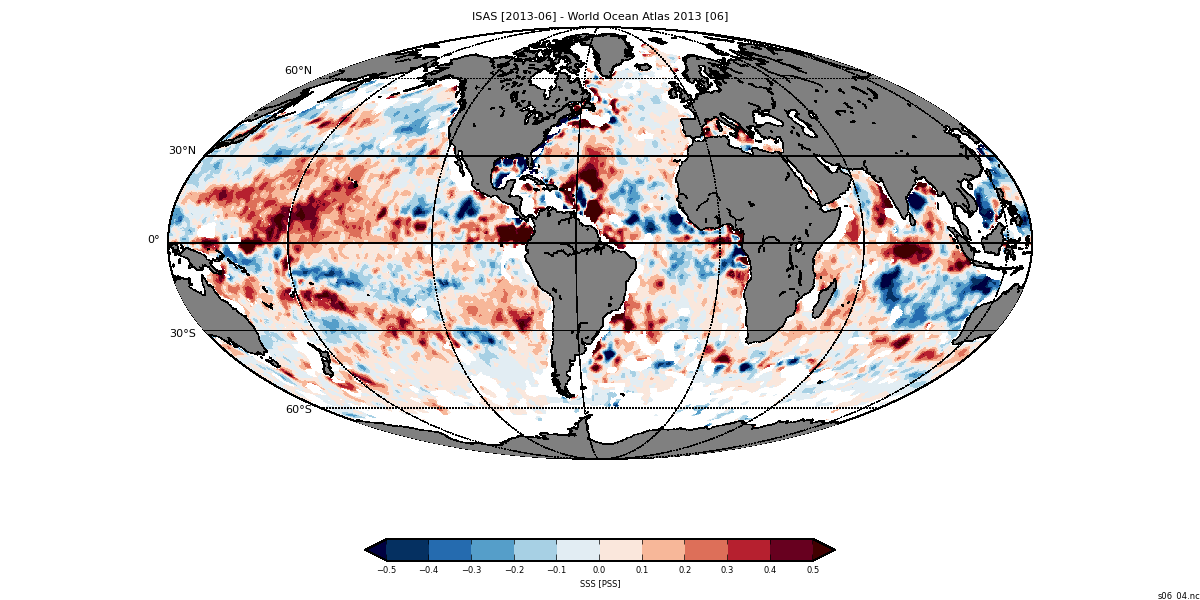 ISAS [2013-06] - World Ocean Atlas 2013 [06]
60°N
30°N
0°
30°S
60°S
−0.5 −0.4 −0.3 −0.2 −0.1 0.0 0.1 0.2 0.3 0.4 0.5
SSS [PSS]
s06_04.nc